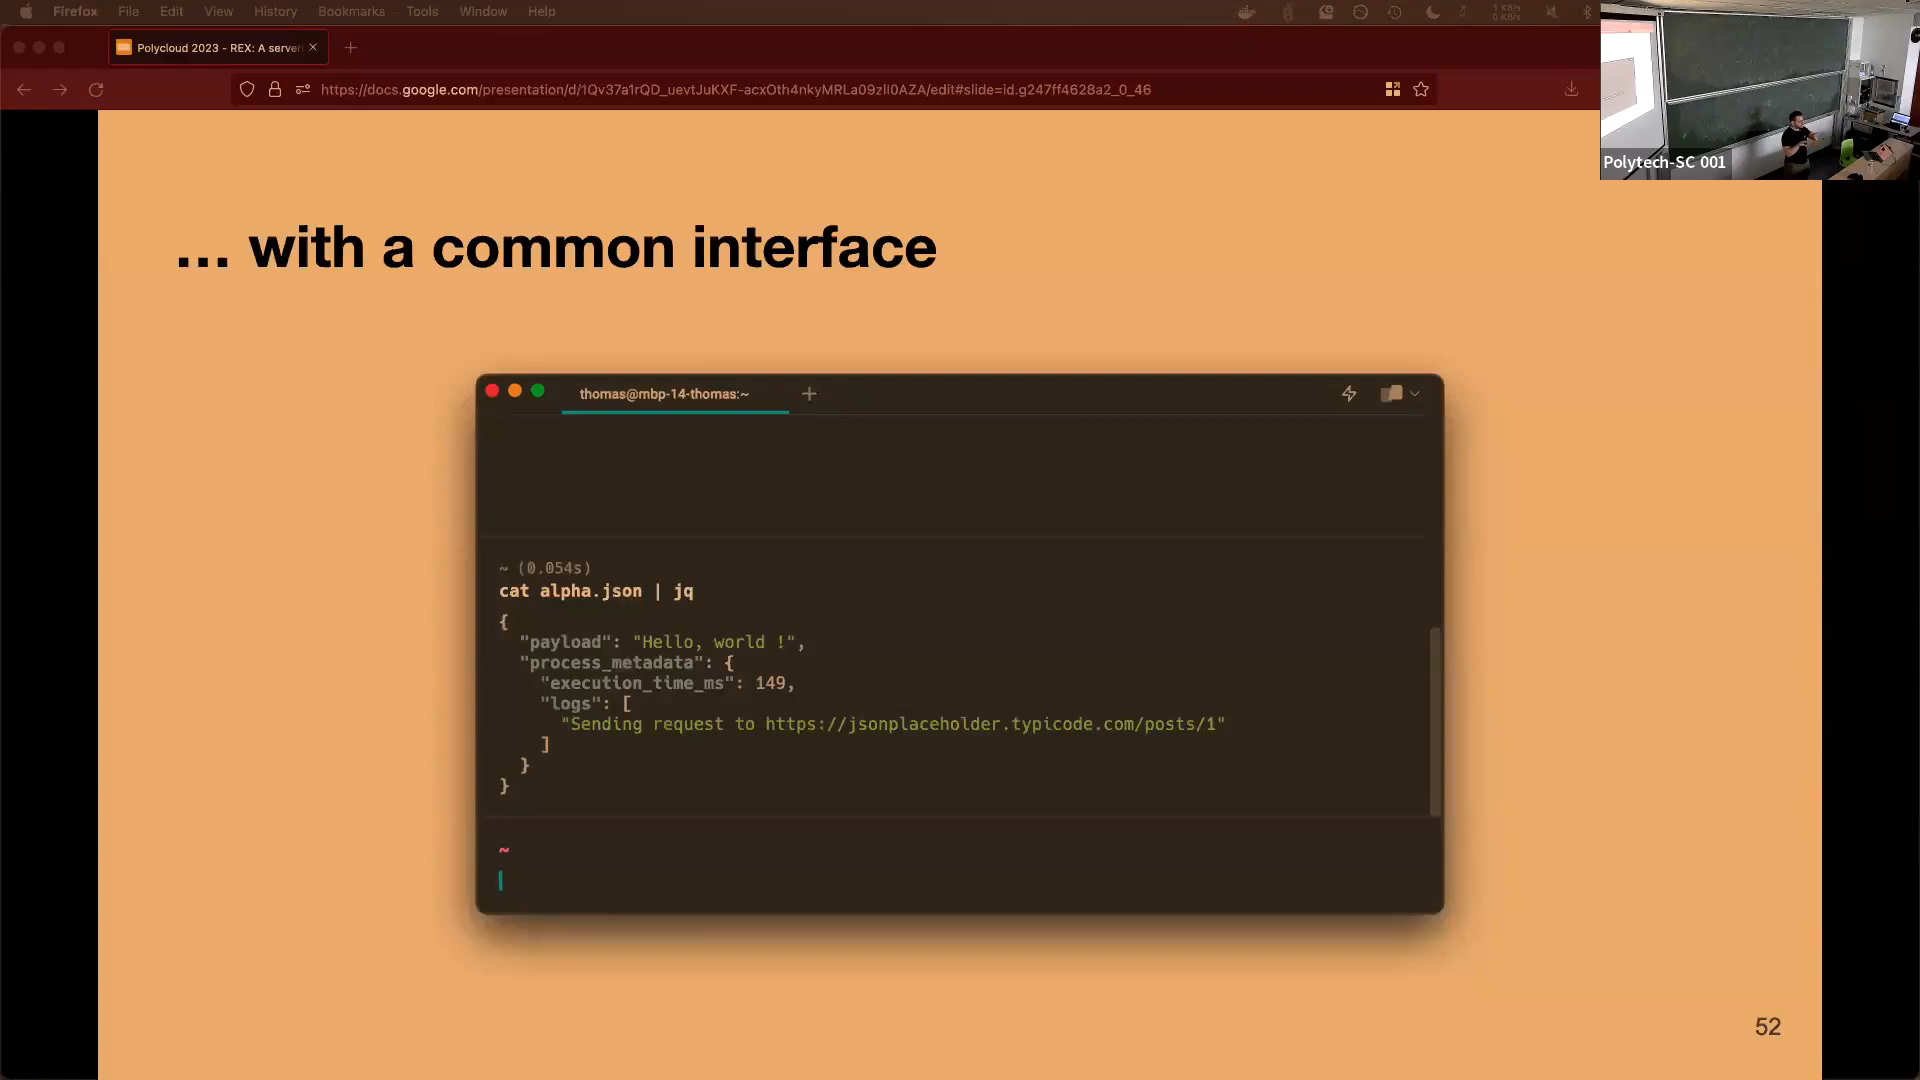 Firefox File Edit View History Bookmarks Tools Window Help
Polycloud 2023 - REX: A server
https://docs.google.com/presentation/d/1Qv37a1rQD_uevtJuKXF-acxOth4nkyMRLa09zlI0AZA/edit#slide=id.g247ff4628a2_0_46
Polytech-SC 001
... with a common interface
thomas@mbp-14-thomas:~
~ (0.054s)
cat alpha.json | jq
{
"payload": "Hello, world !",
"process_metadata": {
"execution_time_ms": 149,
"logs": [
"Sending request to https://jsonplaceholder.typicode.com/posts/1"
]
}
}
~
52